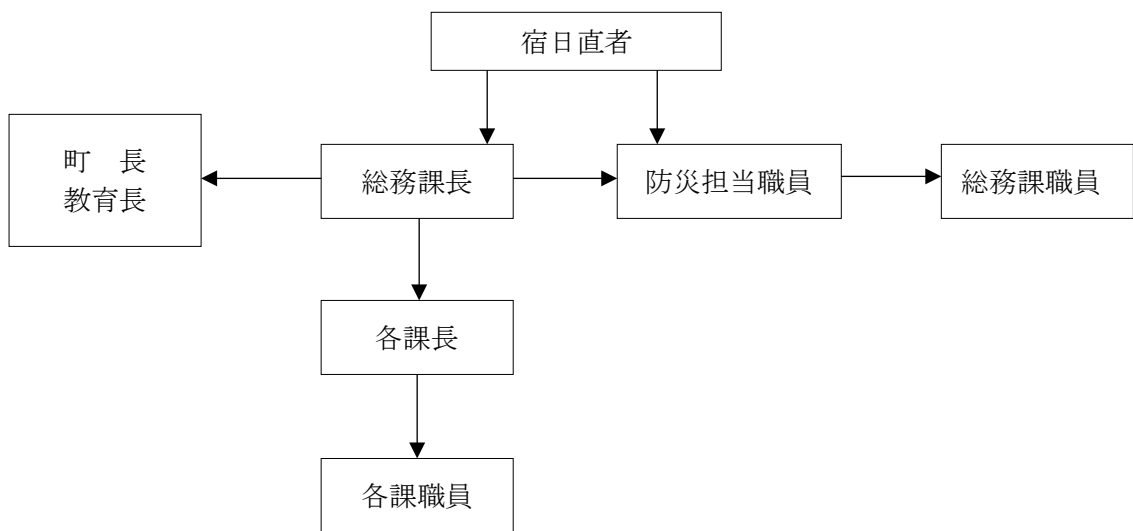 宿日直者
町　長
教育長
総務課長
防災担当職員
総務課職員
各課長
各課職員